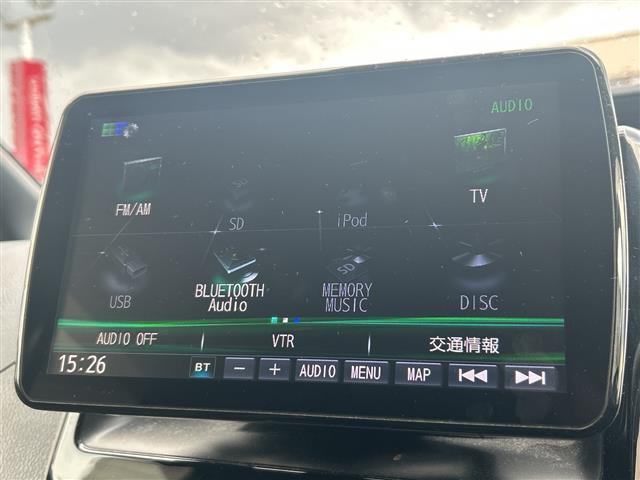 AUDIO
FM/AM
SD
iPod
TV
USB
BLUETOOTH
Audio
MEMORY
MUSIC
DISC
AUDIO OFF
VTR
交通情報
15:26
BT
−
+
AUDIO
MENU
MAP